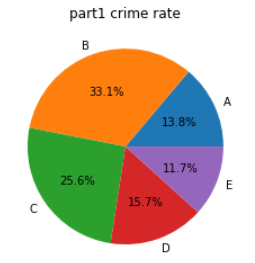 part1 crime rate
B
33.1%
A
13.8%
25.6%
11.7%
15.7%
C
E
D